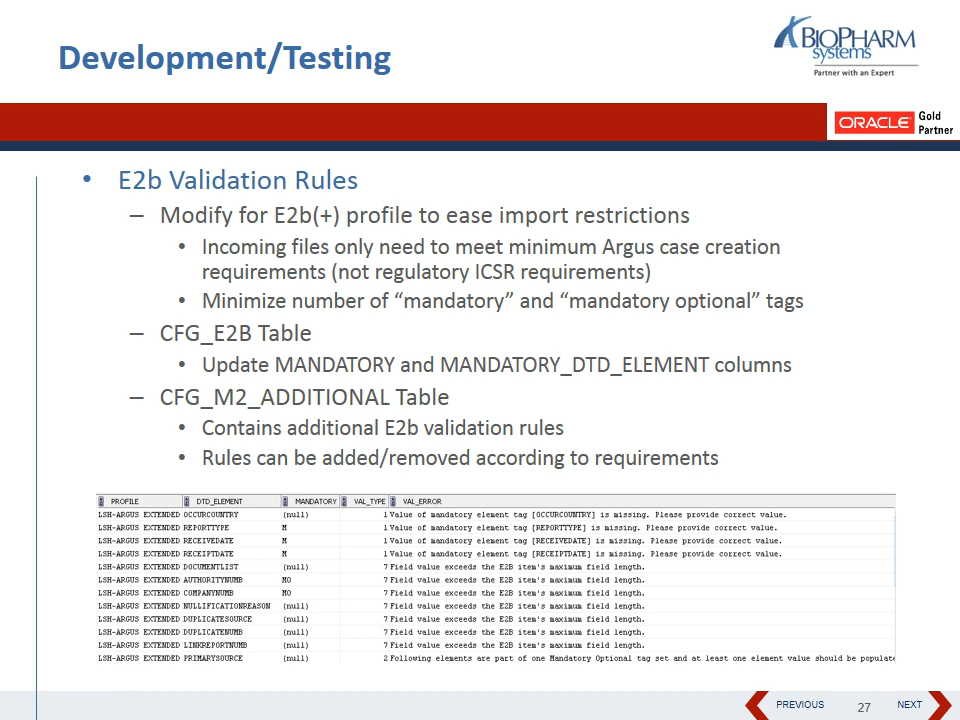 Development/Testing
BIOPHARM
systems
Partner with an Expert
ORACLE
Gold
Partner
• E2b Validation Rules
– Modify for E2b(+) profile to ease import restrictions
• Incoming files only need to meet minimum Argus case creation
requirements (not regulatory ICSR requirements)
• Minimize number of “mandatory” and “mandatory optional” tags
– CFG_E2B Table
• Update MANDATORY and MANDATORY_DTD_ELEMENT columns
– CFG_M2_ADDITIONAL Table
• Contains additional E2b validation rules
• Rules can be added/removed according to requirements
PROFILE DTD_ELEMENT MANDATORY VAL_TYPE VAL_ERROR
LSH-ARGUS EXTENDED OCCURCOUNTRY (null) 1 Value of mandatory element tag [OCCURCOUNTRY] is missing. Please provide correct value.
LSH-ARGUS EXTENDED REPORTTYPE M 1 Value of mandatory element tag [REPORTTYPE] is missing. Please provide correct value.
LSH-ARGUS EXTENDED RECEIVEDATE M 1 Value of mandatory element tag [RECEIVEDATE] is missing. Please provide correct value.
LSH-ARGUS EXTENDED RECEIPTDATE M 1 Value of mandatory element tag [RECEIPTDATE] is missing. Please provide correct value.
LSH-ARGUS EXTENDED DOCUMENTLIST (null) 7 Field value exceeds the E2B item's maximum field length.
LSH-ARGUS EXTENDED AUTHORITYNUMB MO 7 Field value exceeds the E2B item's maximum field length.
LSH-ARGUS EXTENDED COMPANYNUMB MO 7 Field value exceeds the E2B item's maximum field length.
LSH-ARGUS EXTENDED NULLIFICATIONREASON (null) 7 Field value exceeds the E2B item's maximum field length.
LSH-ARGUS EXTENDED DUPLICATESOURCE (null) 7 Field value exceeds the E2B item's maximum field length.
LSH-ARGUS EXTENDED DUPLICATENUMB (null) 7 Field value exceeds the E2B item's maximum field length.
LSH-ARGUS EXTENDED LINKREPORTNUMB (null) 7 Field value exceeds the E2B item's maximum field length.
LSH-ARGUS EXTENDED PRIMARYSOURCE (null) 2 Following elements are part of one Mandatory Optional tag set and at least one element value should be populate
PREVIOUS 27 NEXT